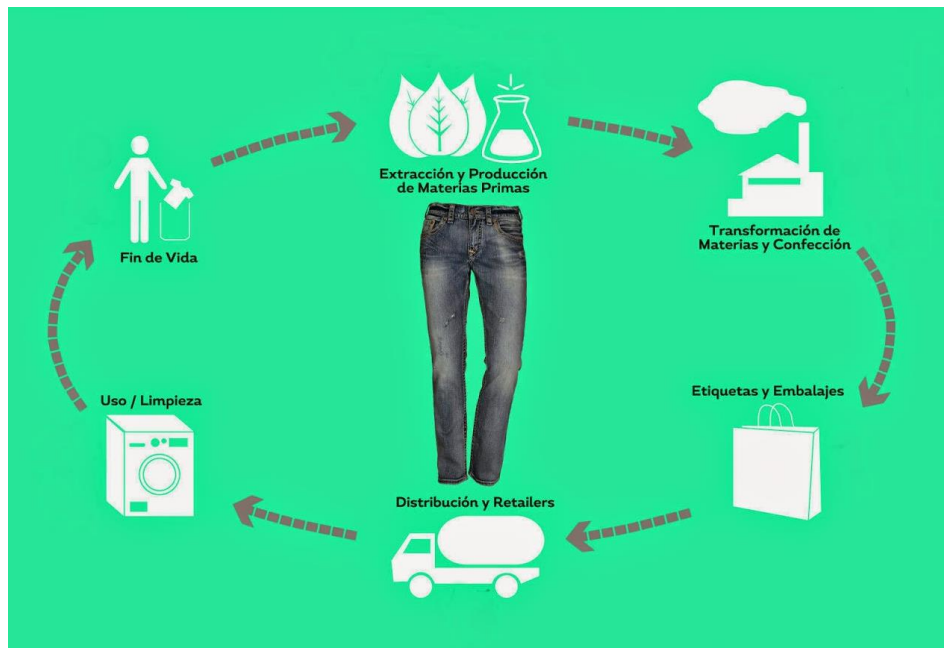 Extracción y Producción
de Materias Primas
Transformación de
Materias y Confección
Etiquetas y Embalajes
Distribución y Retailers
Uso / Limpieza
Fin de Vida